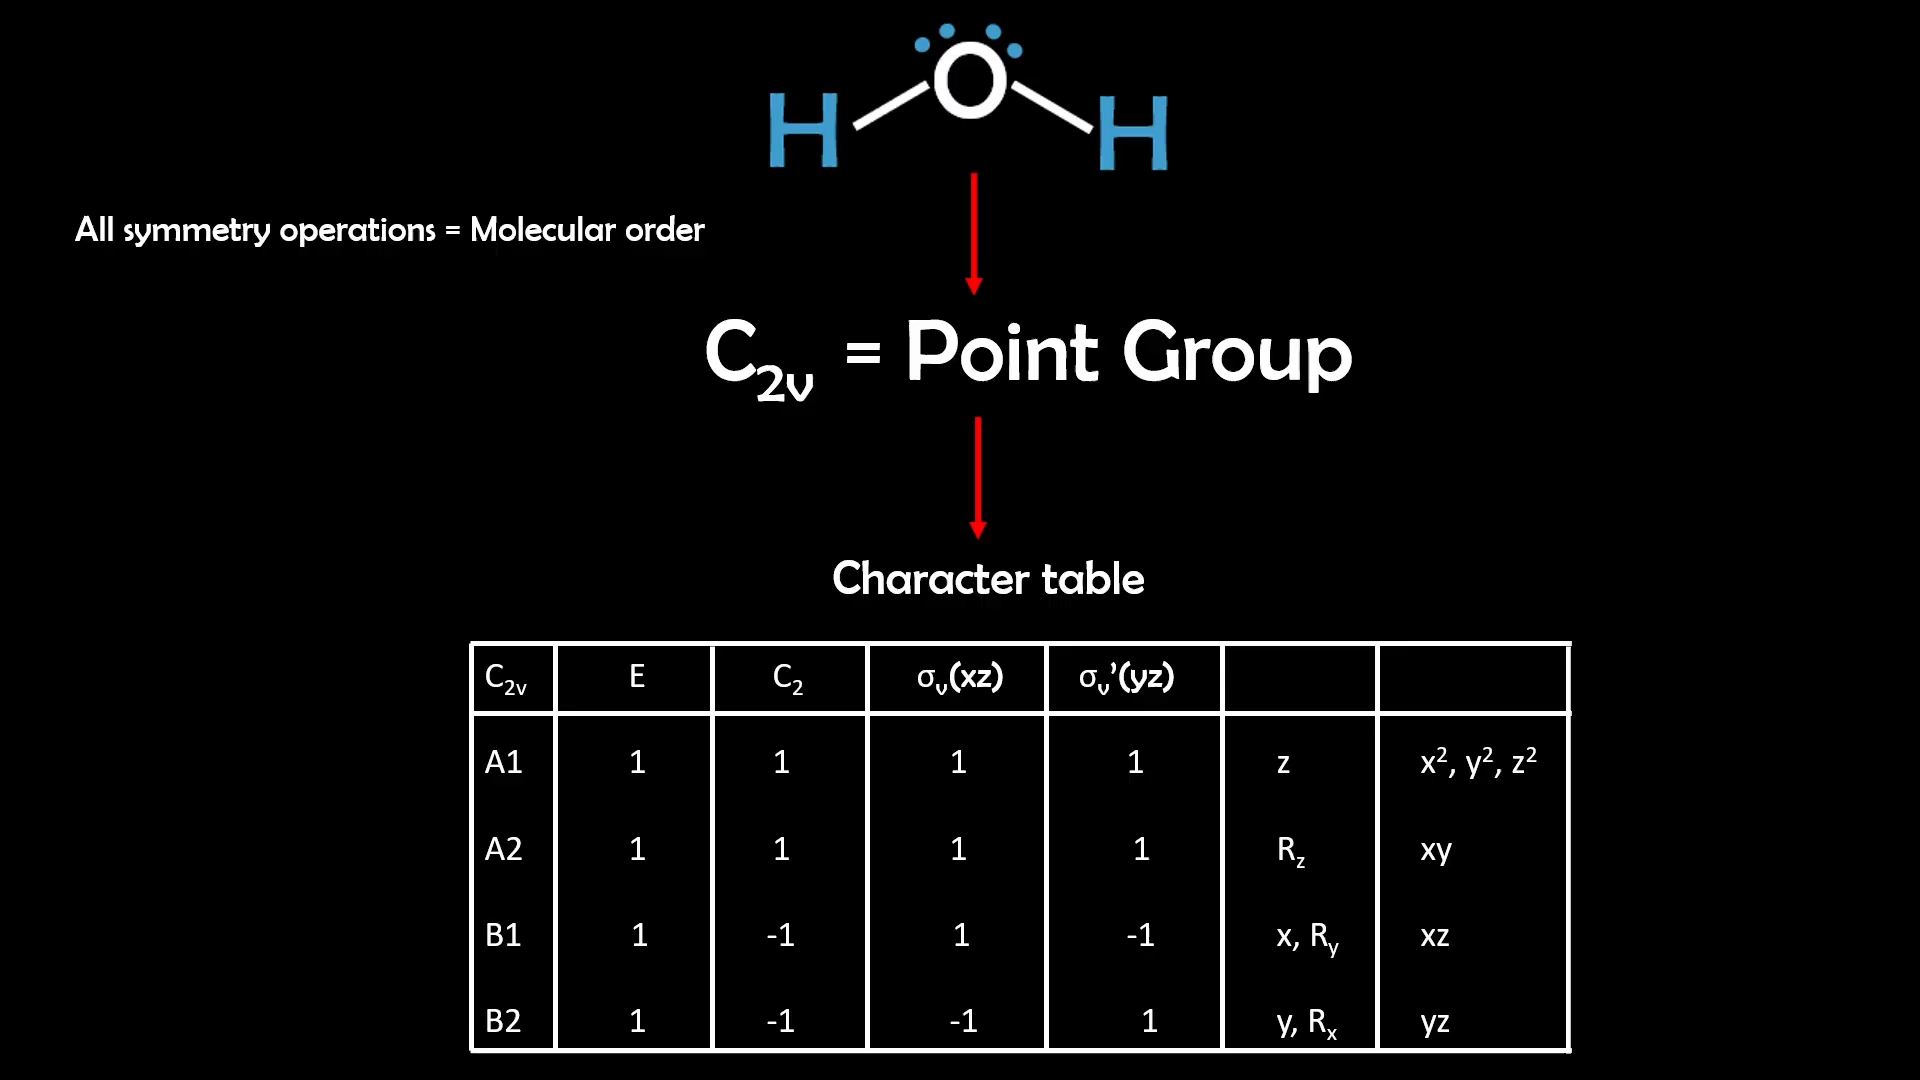 O
H H
All symmetry operations = Molecular order
C₂ᵥ = Point Group
Character table
C₂ᵥ E C₂ σᵥ(xz) σᵥ’(yz)
A1 1 1 1 1 z x², y², z²
A2 1 1 1 1 R_z xy
B1 1 -1 1 -1 x, R_y xz
B2 1 -1 -1 1 y, Rₓ yz